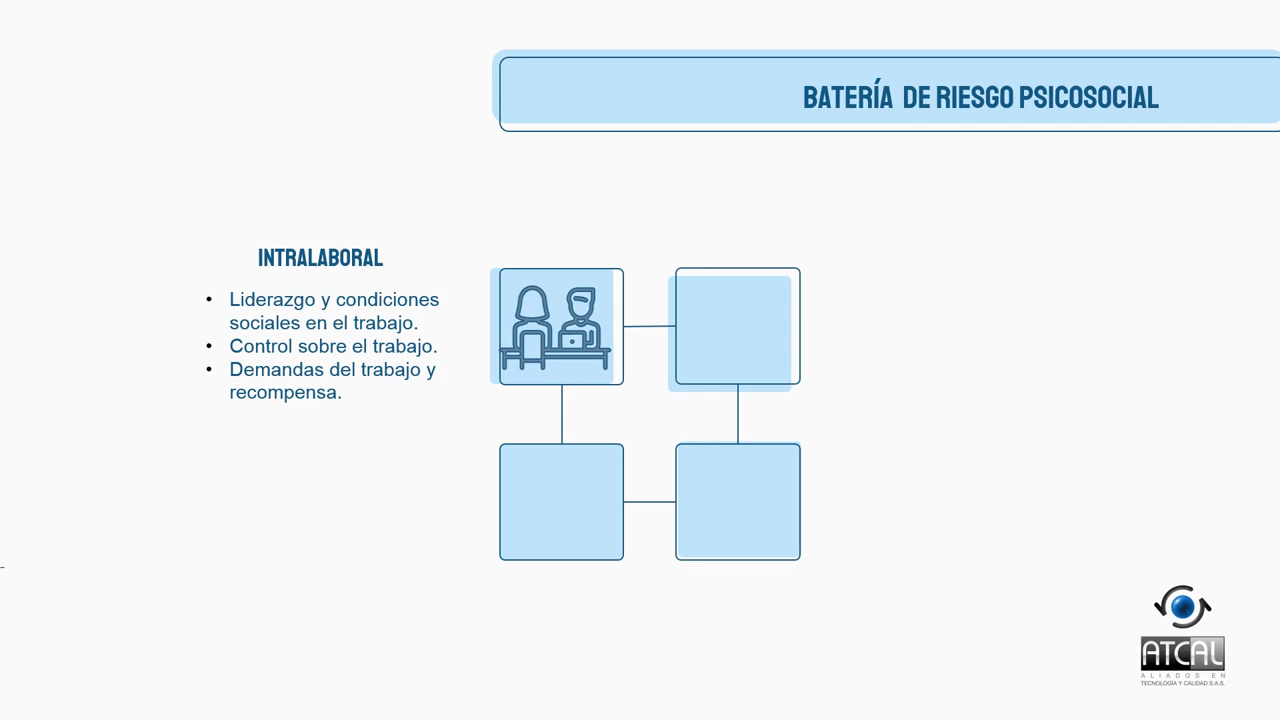 BATERÍA DE RIESGO PSICOSOCIAL
INTRALABORAL
• Liderazgo y condiciones
sociales en el trabajo.
• Control sobre el trabajo.
• Demandas del trabajo y
recompensa.
ATCAL
ALIADOS EN
TECNOLOGÍA Y CALIDAD S.A.S.